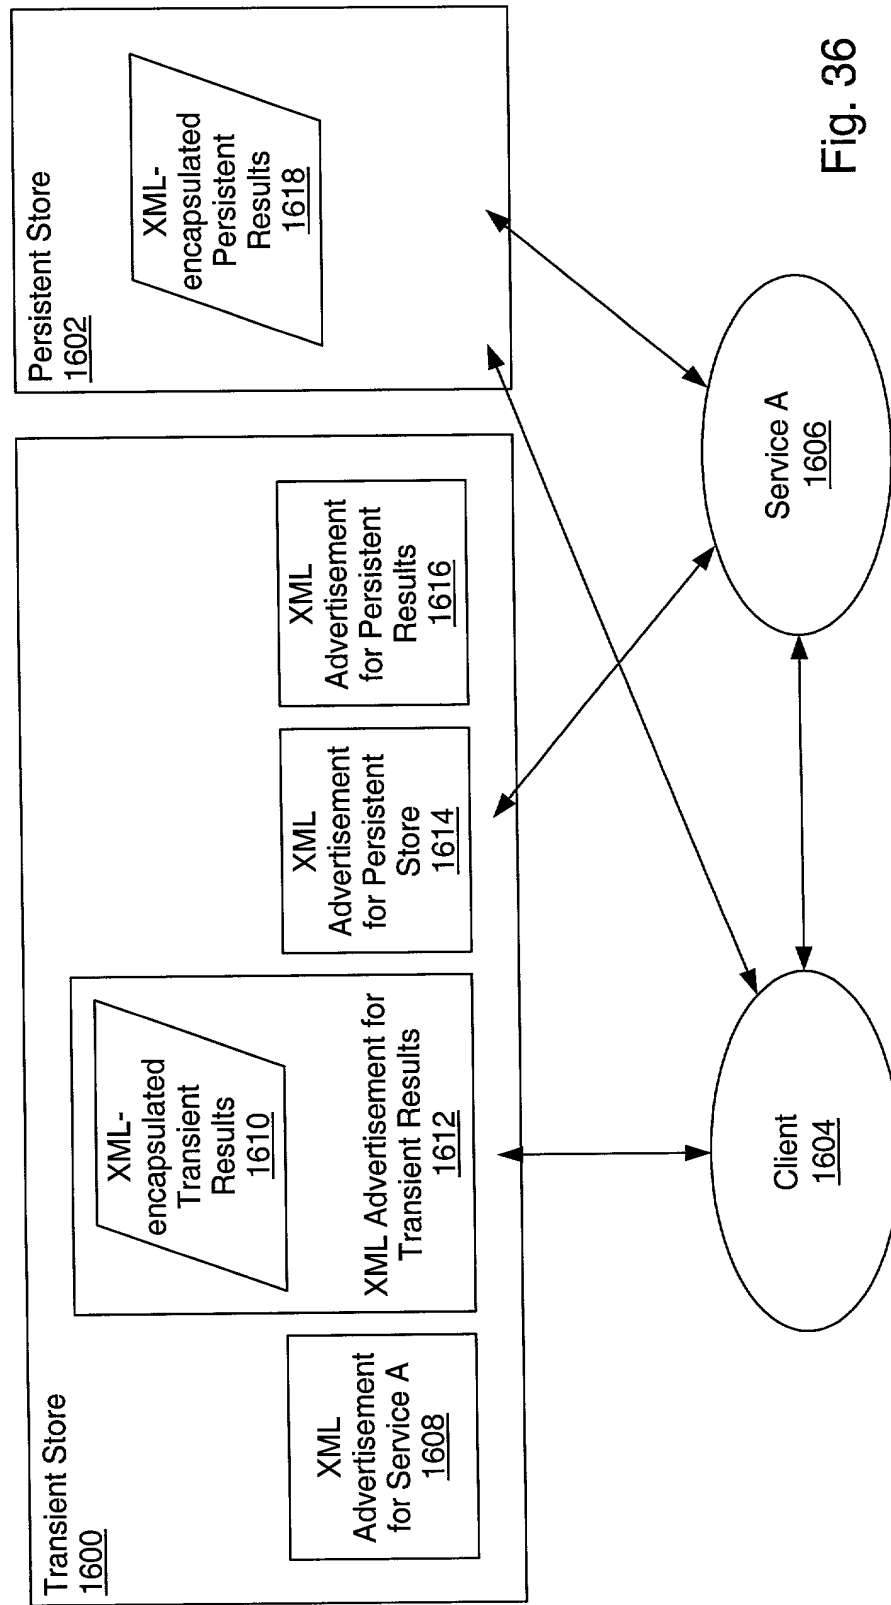 Transient Store
1600
XML
Advertisement
for Service A
1608
XML-
encapsulated
Transient
Results
1610
XML Advertisement for
Transient Results
1612
XML
Advertisement
for Persistent
Store
1614
XML
Advertisement
for Persistent
Results
1616
Persistent Store
1602
XML-
encapsulated
Persistent
Results
1618
Client
1604
Service A
1606
Fig. 36